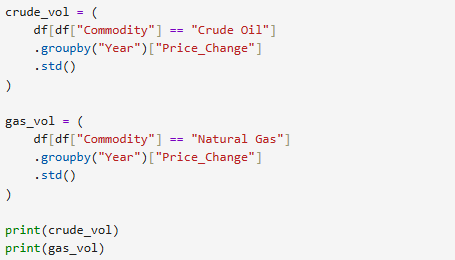 crude_vol = (
    df[df["Commodity"] == "Crude Oil"]
    .groupby("Year")["Price_Change"]
    .std()
)
gas_vol = (
    df[df["Commodity"] == "Natural Gas"]
    .groupby("Year")["Price_Change"]
    .std()
)
print(crude_vol)
print(gas_vol)